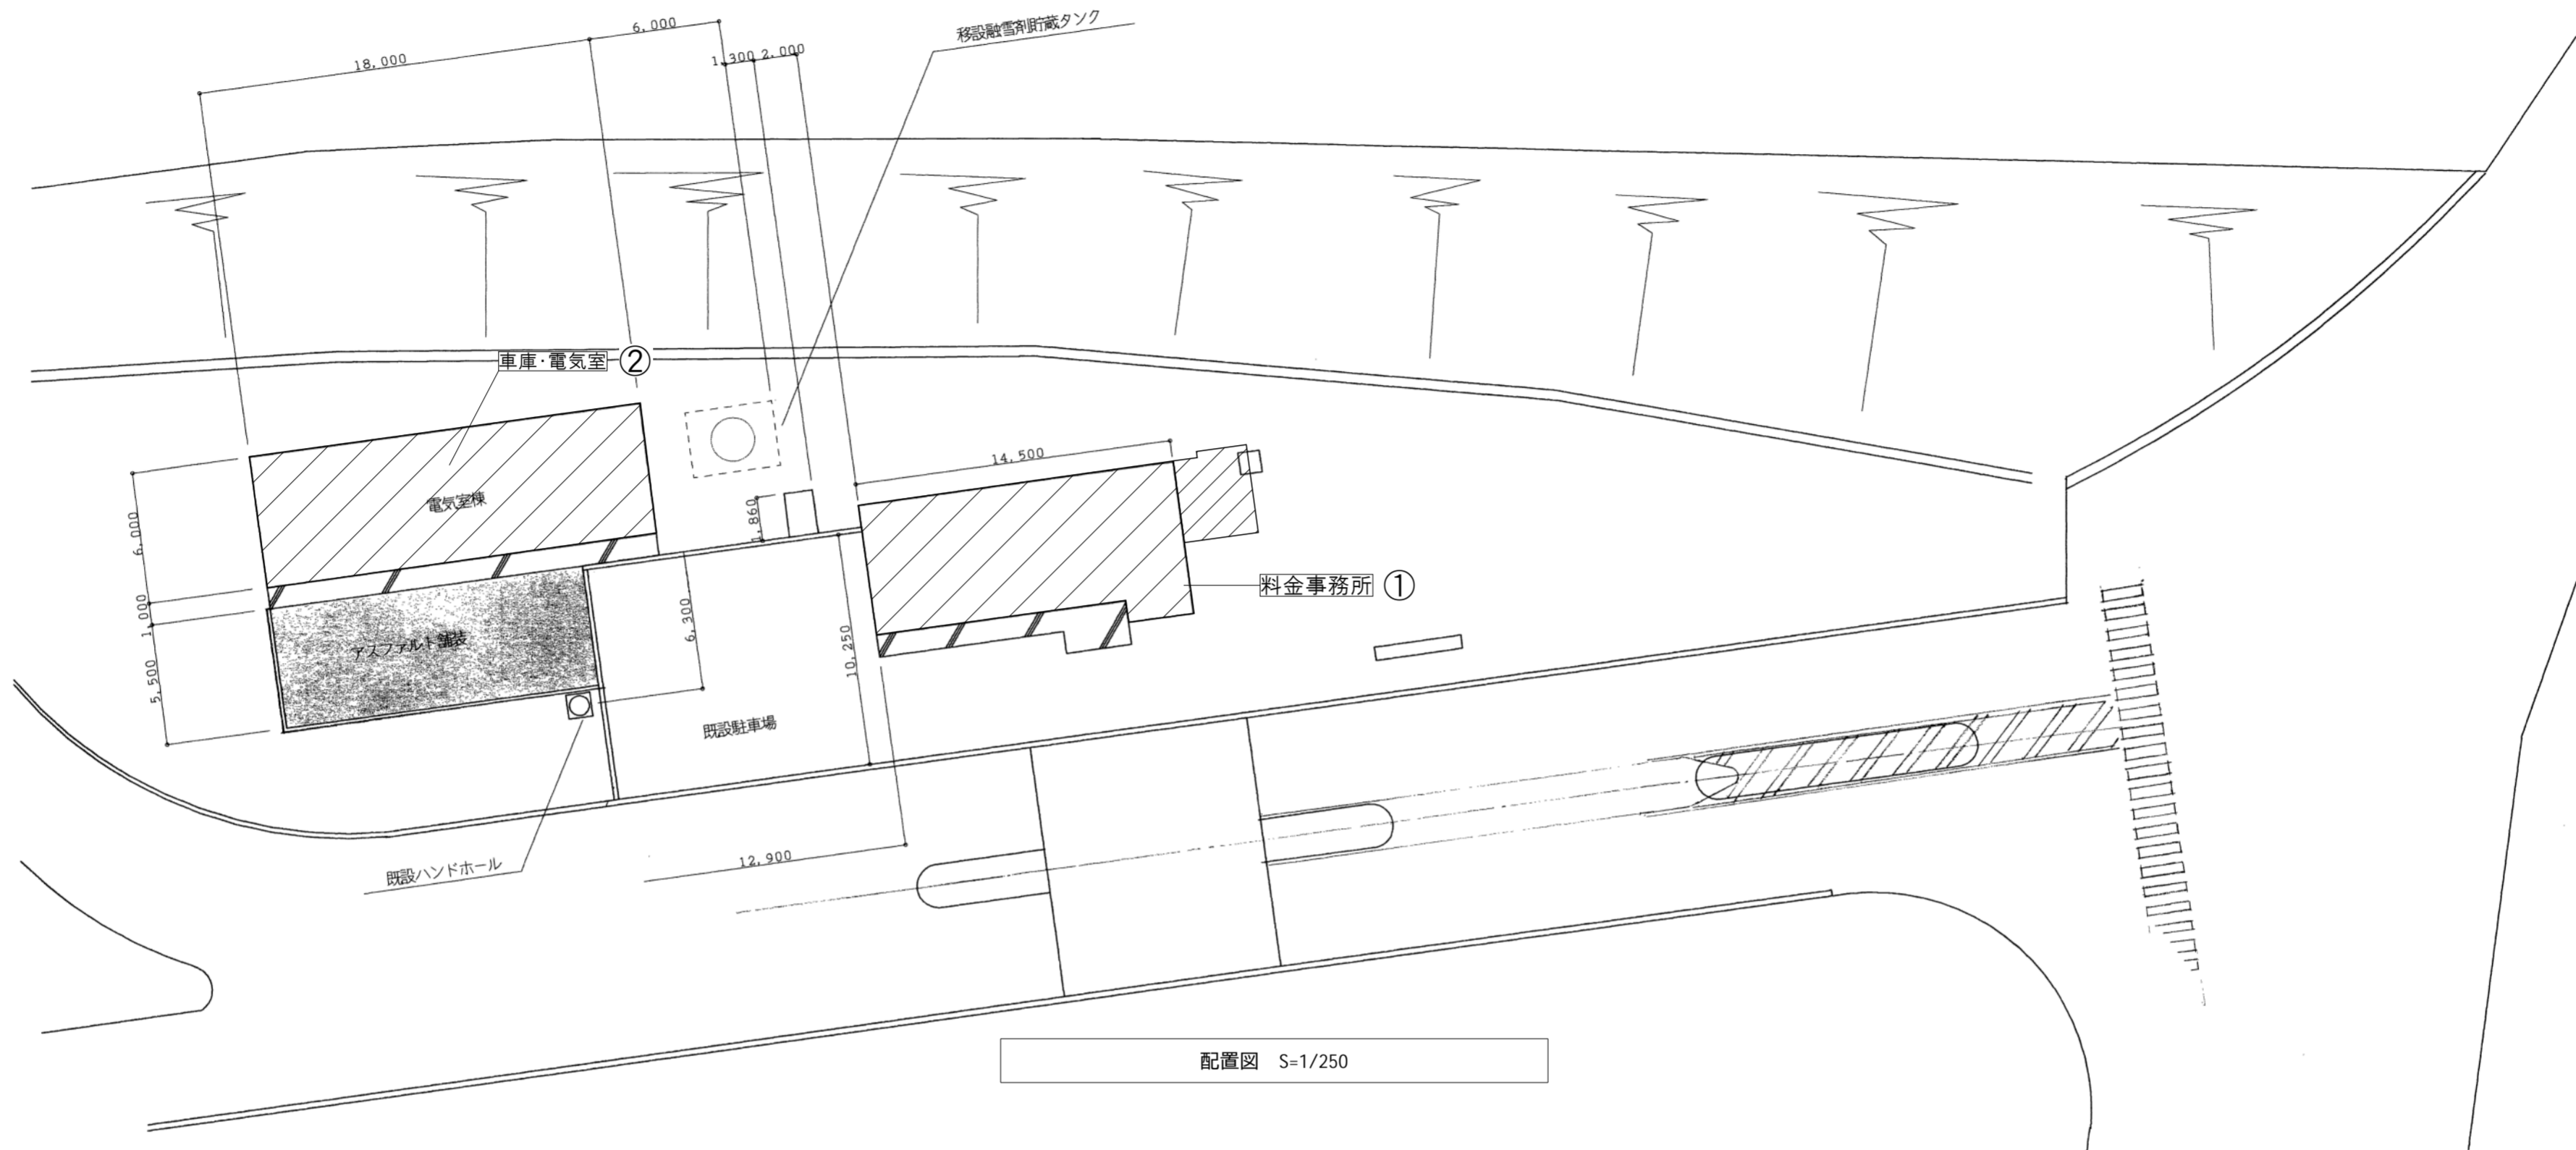 6,000
移設融雪剤貯蔵タンク
18,000
1,300 2,000
車庫・電気室 ②
14,500
電気室棟
1,860
6,000
料金事務所 ①
1,000
6,300
10,250
アスファルト舗装
5,500
既設駐車場
12,900
既設ハンドホール
配置図 S=1/250